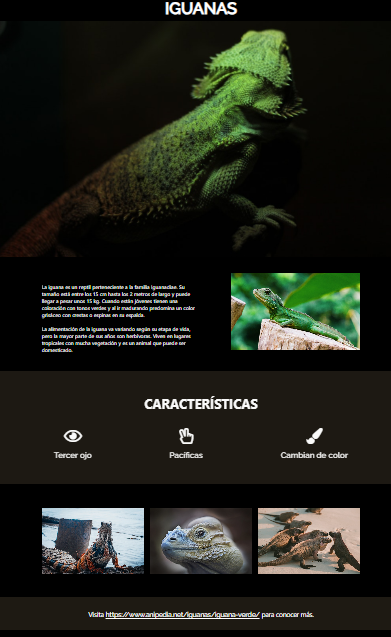 IGUANAS
La iguana es un reptil perteneciente a la familia Iguanadiae. Su
tamaño está entre los 15 cm hasta los 2 metros de largo y puede
llegar a pesar unos 15 kg. Cuando están jóvenes tienen una
coloración con tonos verdes y al ir madurando predomina un color
grisáceo con crestas o espinas en su espalda.
La alimentación de la iguana va variando según su etapa de vida,
pero la mayor parte de sus años son herbívoras. Viven en lugares
tropicales con mucha vegetación y es un animal que puede ser
domesticado.
CARACTERÍSTICAS
Tercer ojo
Pacíficas
Cambian de color
Visita https://www.anipedia.net/iguanas/iguana-verde/ para conocer más.